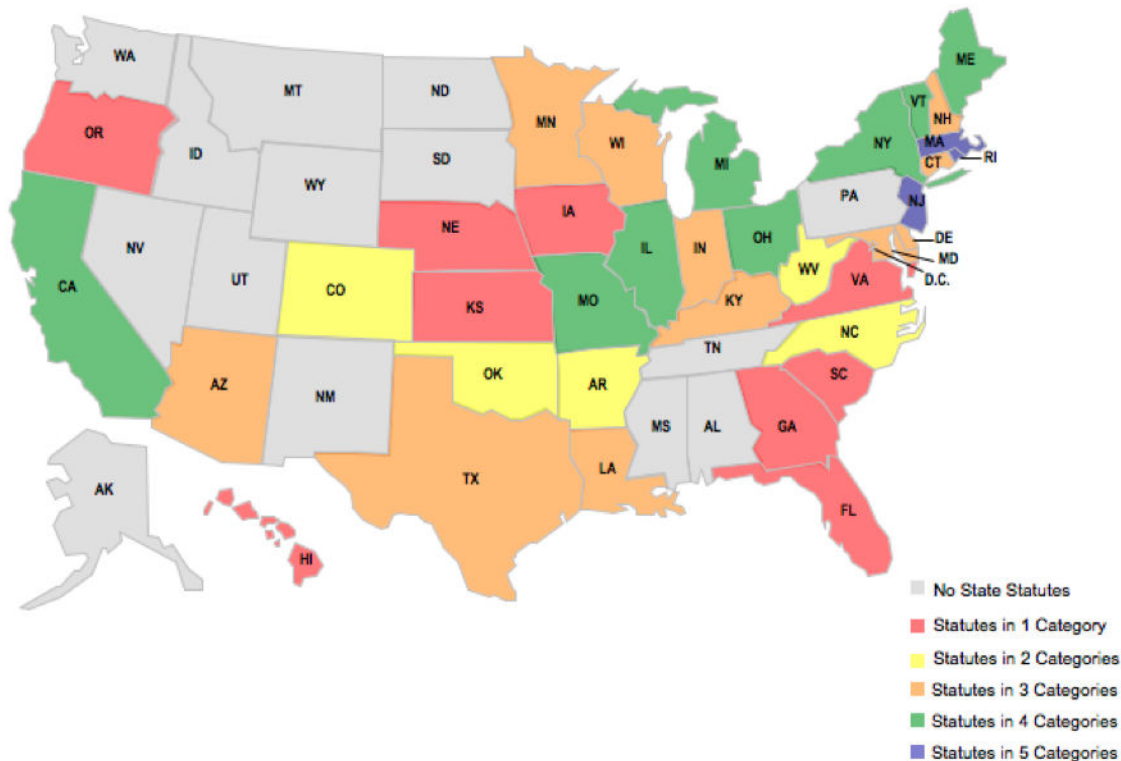 WA
MT
ND
MN
ME
VT
NH
OR
ID
SD
WI
MI
NY
MA
CT
RI
WY
PA
NJ
IA
NE
NV
UT
CO
IL
IN
OH
WV
DE
MD
D.C.
VA
CA
KS
MO
KY
NC
AZ
NM
OK
AR
TN
SC
MS
AL
GA
TX
LA
AK
FL
HI
No State Statutes
Statutes in 1 Category
Statutes in 2 Categories
Statutes in 3 Categories
Statutes in 4 Categories
Statutes in 5 Categories